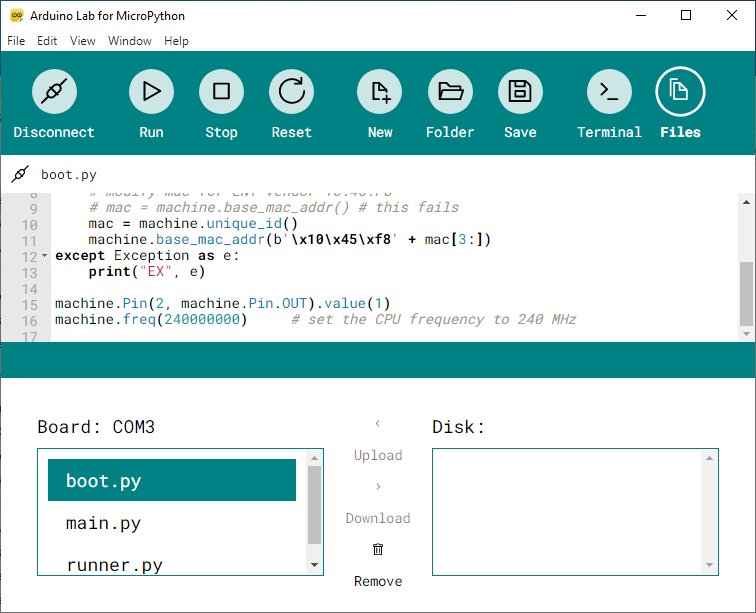 Arduino Lab for MicroPython
File Edit View Window Help
Disconnect Run Stop Reset New Folder Save Terminal Files
boot.py
9 # mac = machine.base_mac_addr() # this fails
10 mac = machine.unique_id()
11 machine.base_mac_addr(b'\x10\x45\xf8' + mac[3:])
12 except Exception as e:
13 print("EX", e)
14
15 machine.Pin(2, machine.Pin.OUT).value(1)
16 machine.freq(240000000) # set the CPU frequency to 240 MHz
17
Board: COM3
boot.py
main.py
runner.py
‹
Upload
›
Download
Remove
Disk: